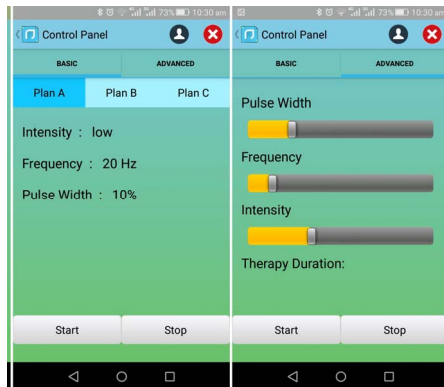 73% 10:30 am
Control Panel
BASIC ADVANCED
Plan A Plan B Plan C
Intensity : low
Frequency : 20 Hz
Pulse Width : 10%
Start Stop
73% 10:30 am
Control Panel
BASIC ADVANCED
Pulse Width
Frequency
Intensity
Therapy Duration:
Start Stop